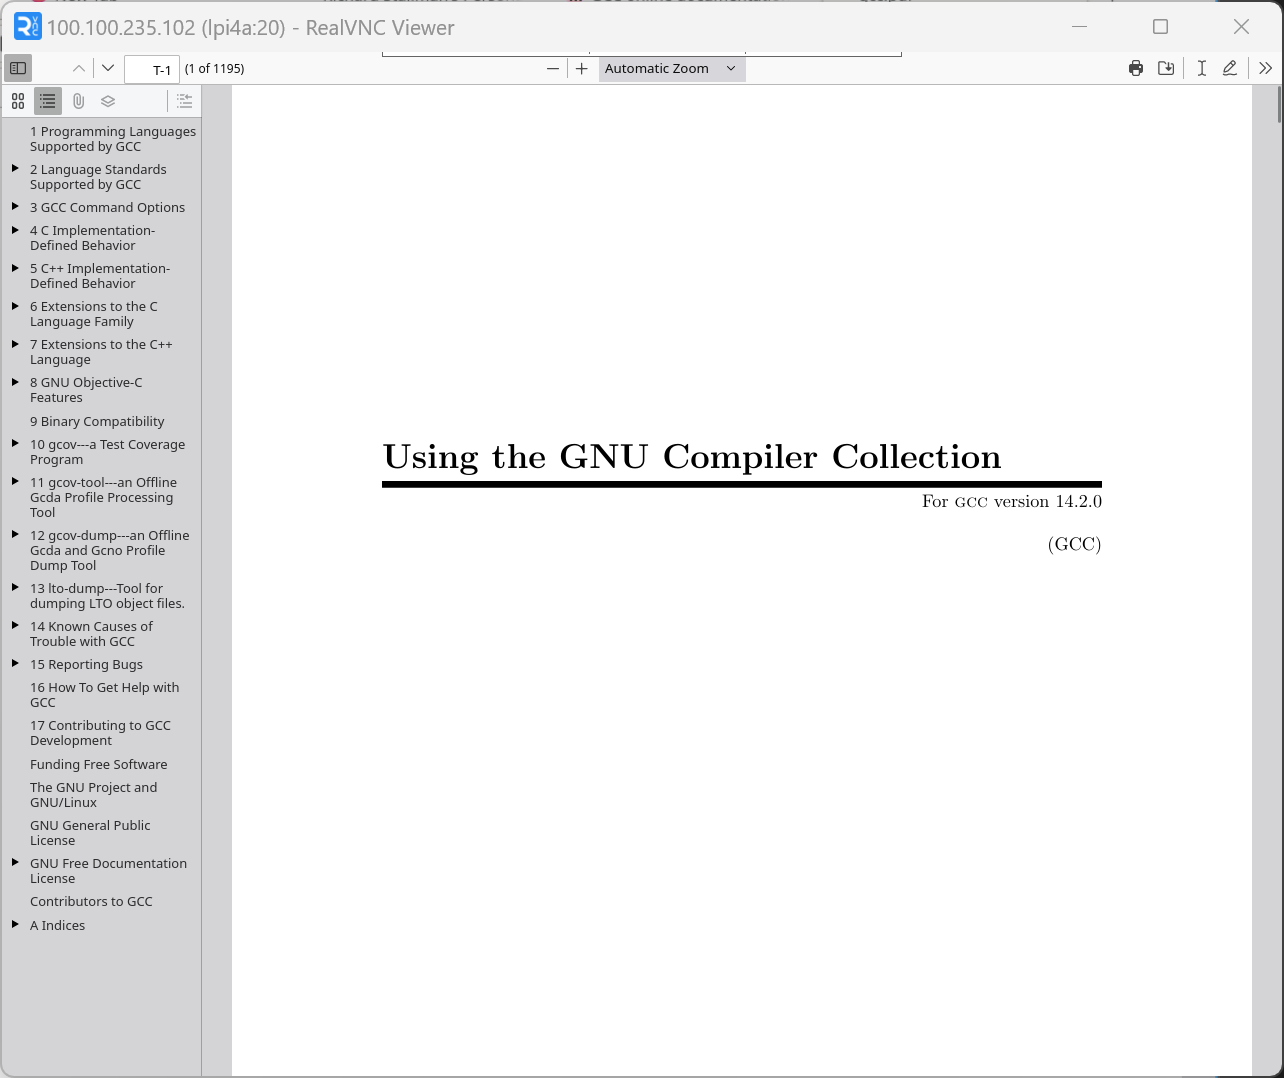 100.100.235.102 (lpi4a:20) - RealVNC Viewer
T-1 (1 of 1195) Automatic Zoom
1 Programming Languages
Supported by GCC
2 Language Standards
Supported by GCC
3 GCC Command Options
4 C Implementation-
Defined Behavior
5 C++ Implementation-
Defined Behavior
6 Extensions to the C
Language Family
7 Extensions to the C++
Language
8 GNU Objective-C
Features
9 Binary Compatibility
10 gcov---a Test Coverage
Program
11 gcov-tool---an Offline
Gcda Profile Processing
Tool
12 gcov-dump---an Offline
Gcda and Gcno Profile
Dump Tool
13 lto-dump---Tool for
dumping LTO object files.
14 Known Causes of
Trouble with GCC
15 Reporting Bugs
16 How To Get Help with
GCC
17 Contributing to GCC
Development
Funding Free Software
The GNU Project and
GNU/Linux
GNU General Public
License
GNU Free Documentation
License
Contributors to GCC
A Indices
Using the GNU Compiler Collection
For GCC version 14.2.0
(GCC)